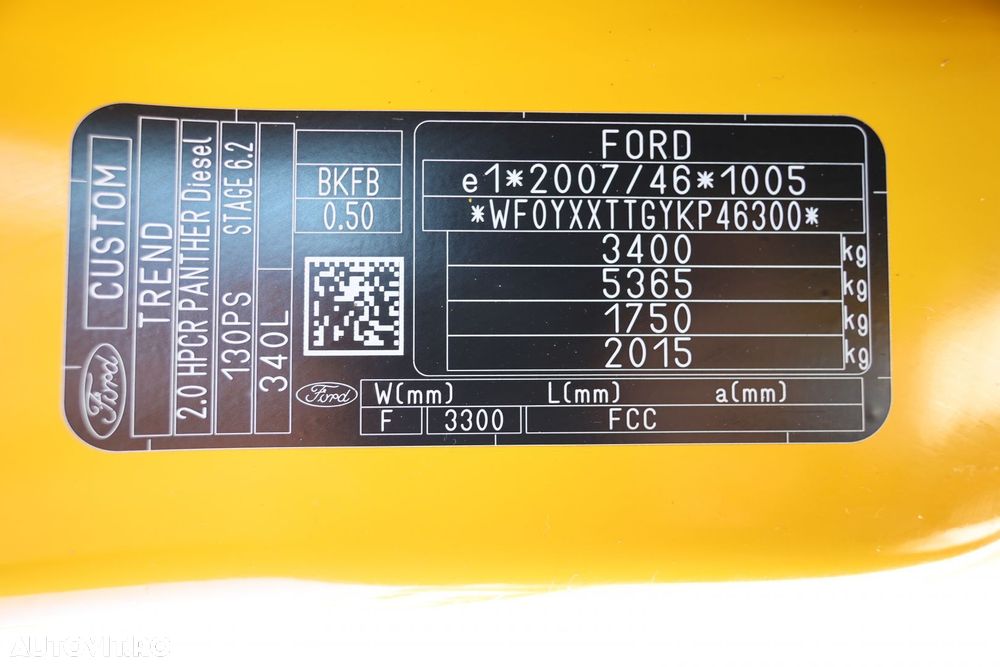 CUSTOM
TREND
2.0 HPCR PANTHER Diesel
130PS STAGE 6.2
340L
Ford
BKFB
0.50
FORD
e1*2007/46*1005
*WF0YXXTTGYKP46300*
3400 kg
5365 kg
1750 kg
2015 kg
Ford
W(mm) L(mm) a(mm)
F 3300 FCC
AUTOVIT.RO